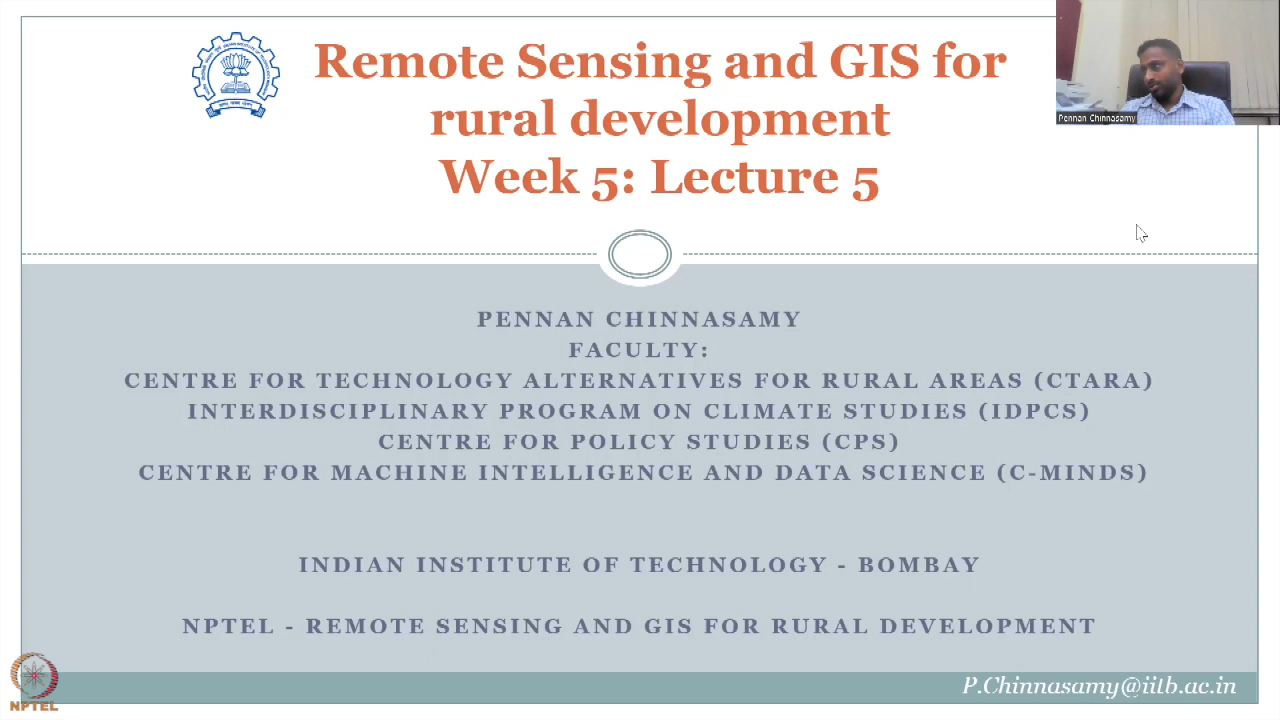 Remote Sensing and GIS for
rural development
Week 5: Lecture 5
Pennan Chinnasamy
PENNAN CHINNASAMY
FACULTY:
CENTRE FOR TECHNOLOGY ALTERNATIVES FOR RURAL AREAS (CTARA)
INTERDISCIPLINARY PROGRAM ON CLIMATE STUDIES (IDPCS)
CENTRE FOR POLICY STUDIES (CPS)
CENTRE FOR MACHINE INTELLIGENCE AND DATA SCIENCE (C-MINDS)
INDIAN INSTITUTE OF TECHNOLOGY - BOMBAY
NPTEL - REMOTE SENSING AND GIS FOR RURAL DEVELOPMENT
NPTEL
P.Chinnasamy@iitb.ac.in